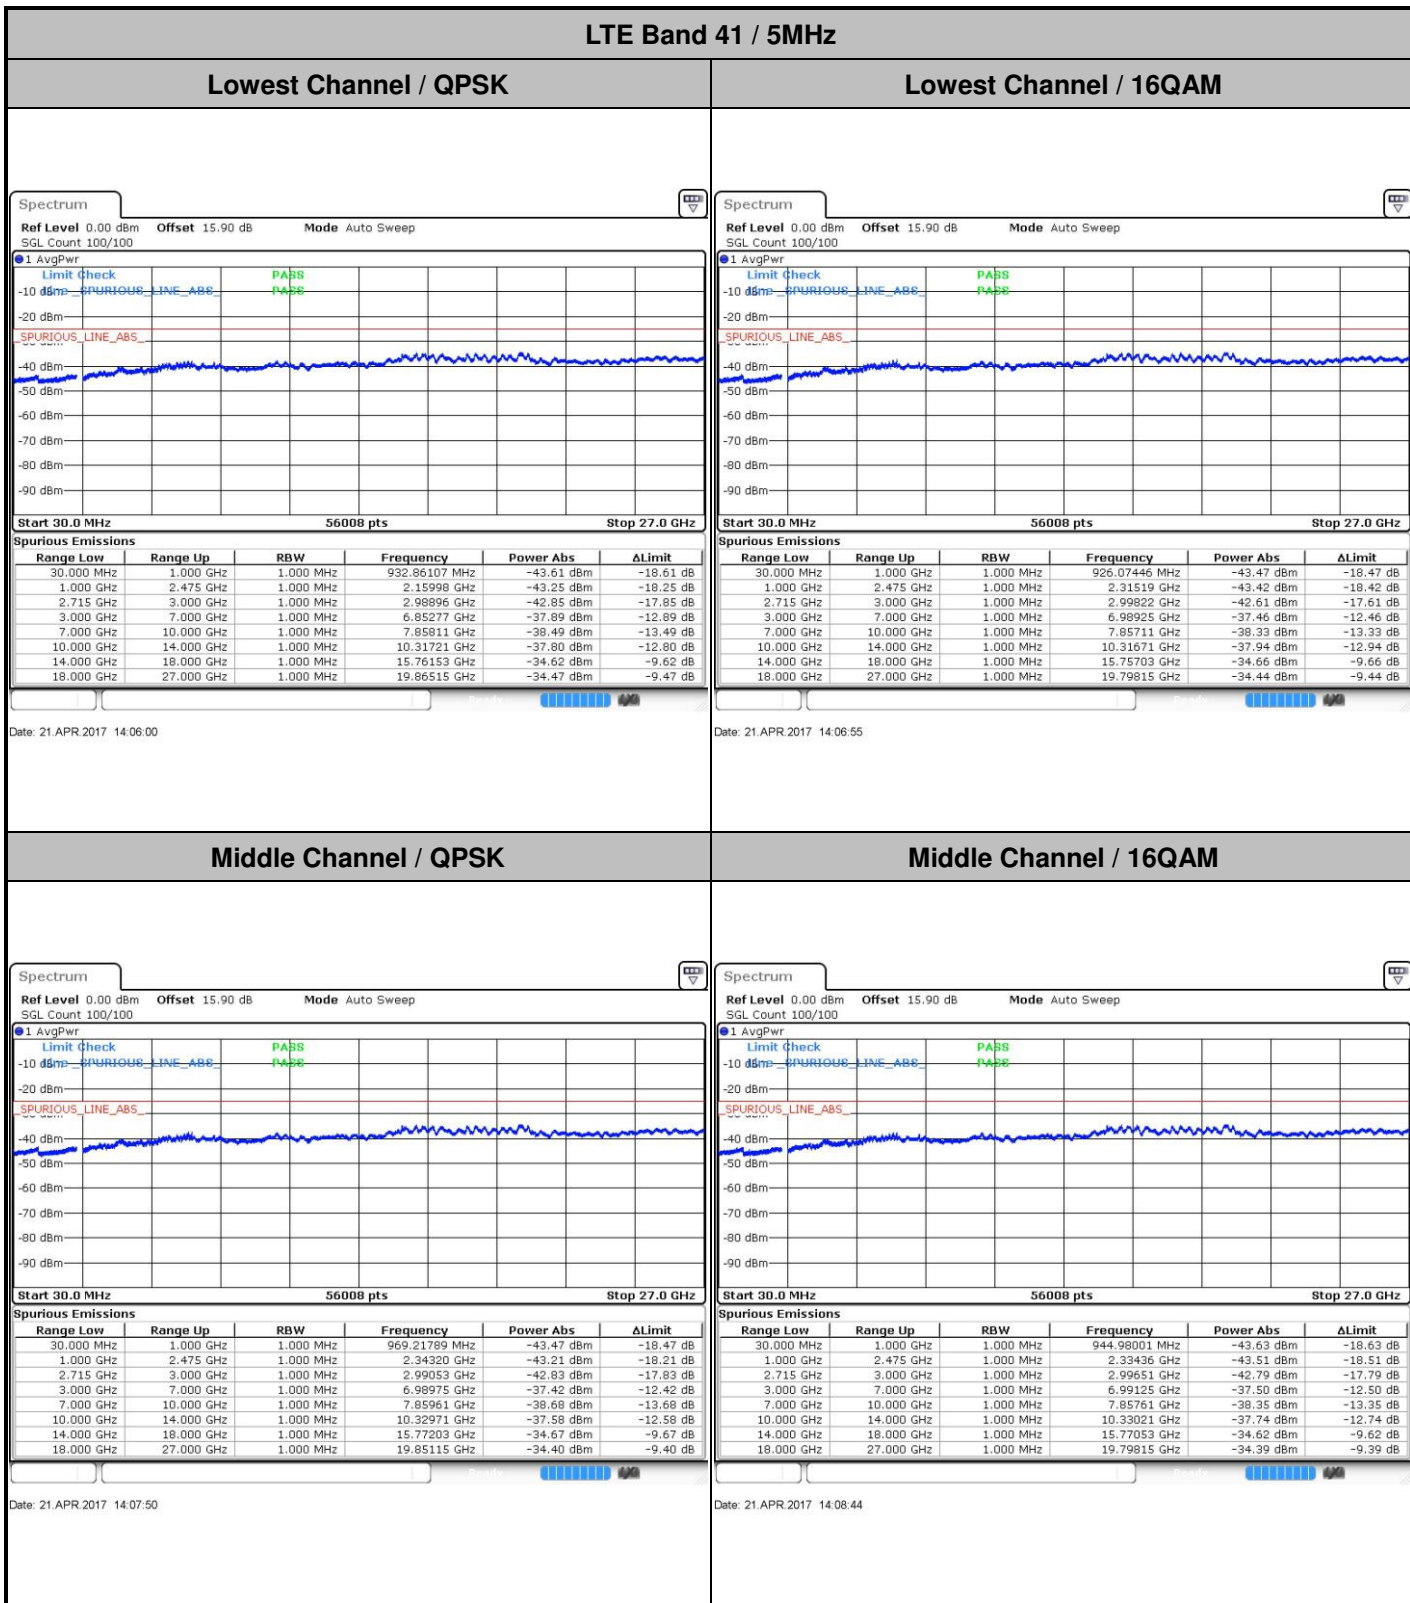 LTE Band 41 / 5MHz
Lowest Channel / QPSK
Lowest Channel / 16QAM
Spectrum
Ref Level 0.00 dBm Offset 15.90 dB Mode Auto Sweep
SGL Count 100/100
1 AvgPwr
Limit Check PASS
Line _SPURIOUS_LINE_ABS_ PASS
-10 dBm
-20 dBm
_SPURIOUS_LINE_ABS_
-40 dBm
-50 dBm
-60 dBm
-70 dBm
-80 dBm
-90 dBm
Start 30.0 MHz 56008 pts Stop 27.0 GHz
Spurious Emissions
Range Low Range Up RBW Frequency Power Abs ΔLimit
30.000 MHz 1.000 GHz 1.000 MHz 932.86107 MHz -43.61 dBm -18.61 dB
1.000 GHz 2.475 GHz 1.000 MHz 2.15998 GHz -43.25 dBm -18.25 dB
2.715 GHz 3.000 GHz 1.000 MHz 2.98896 GHz -42.85 dBm -17.85 dB
3.000 GHz 7.000 GHz 1.000 MHz 6.85277 GHz -37.89 dBm -12.89 dB
7.000 GHz 10.000 GHz 1.000 MHz 7.85811 GHz -38.49 dBm -13.49 dB
10.000 GHz 14.000 GHz 1.000 MHz 10.31721 GHz -37.80 dBm -12.80 dB
14.000 GHz 18.000 GHz 1.000 MHz 15.76153 GHz -34.62 dBm -9.62 dB
18.000 GHz 27.000 GHz 1.000 MHz 19.86515 GHz -34.47 dBm -9.47 dB
Date: 21.APR.2017 14:06:00
Spectrum
Ref Level 0.00 dBm Offset 15.90 dB Mode Auto Sweep
SGL Count 100/100
1 AvgPwr
Limit Check PASS
Line _SPURIOUS_LINE_ABS_ PASS
-10 dBm
-20 dBm
_SPURIOUS_LINE_ABS_
-40 dBm
-50 dBm
-60 dBm
-70 dBm
-80 dBm
-90 dBm
Start 30.0 MHz 56008 pts Stop 27.0 GHz
Spurious Emissions
Range Low Range Up RBW Frequency Power Abs ΔLimit
30.000 MHz 1.000 GHz 1.000 MHz 926.07446 MHz -43.47 dBm -18.47 dB
1.000 GHz 2.475 GHz 1.000 MHz 2.31519 GHz -43.42 dBm -18.42 dB
2.715 GHz 3.000 GHz 1.000 MHz 2.99822 GHz -42.61 dBm -17.61 dB
3.000 GHz 7.000 GHz 1.000 MHz 6.98925 GHz -37.46 dBm -12.46 dB
7.000 GHz 10.000 GHz 1.000 MHz 7.85711 GHz -38.33 dBm -13.33 dB
10.000 GHz 14.000 GHz 1.000 MHz 10.31671 GHz -37.94 dBm -12.94 dB
14.000 GHz 18.000 GHz 1.000 MHz 15.75703 GHz -34.66 dBm -9.66 dB
18.000 GHz 27.000 GHz 1.000 MHz 19.79815 GHz -34.44 dBm -9.44 dB
Date: 21.APR.2017 14:06:55
Middle Channel / QPSK
Middle Channel / 16QAM
Spectrum
Ref Level 0.00 dBm Offset 15.90 dB Mode Auto Sweep
SGL Count 100/100
1 AvgPwr
Limit Check PASS
Line _SPURIOUS_LINE_ABS_ PASS
-10 dBm
-20 dBm
_SPURIOUS_LINE_ABS_
-40 dBm
-50 dBm
-60 dBm
-70 dBm
-80 dBm
-90 dBm
Start 30.0 MHz 56008 pts Stop 27.0 GHz
Spurious Emissions
Range Low Range Up RBW Frequency Power Abs ΔLimit
30.000 MHz 1.000 GHz 1.000 MHz 969.21789 MHz -43.47 dBm -18.47 dB
1.000 GHz 2.475 GHz 1.000 MHz 2.34320 GHz -43.21 dBm -18.21 dB
2.715 GHz 3.000 GHz 1.000 MHz 2.99053 GHz -42.83 dBm -17.83 dB
3.000 GHz 7.000 GHz 1.000 MHz 6.98975 GHz -37.42 dBm -12.42 dB
7.000 GHz 10.000 GHz 1.000 MHz 7.85961 GHz -38.68 dBm -13.68 dB
10.000 GHz 14.000 GHz 1.000 MHz 10.32971 GHz -37.58 dBm -12.58 dB
14.000 GHz 18.000 GHz 1.000 MHz 15.77203 GHz -34.67 dBm -9.67 dB
18.000 GHz 27.000 GHz 1.000 MHz 19.85115 GHz -34.40 dBm -9.40 dB
Date: 21.APR.2017 14:07:50
Spectrum
Ref Level 0.00 dBm Offset 15.90 dB Mode Auto Sweep
SGL Count 100/100
1 AvgPwr
Limit Check PASS
Line _SPURIOUS_LINE_ABS_ PASS
-10 dBm
-20 dBm
_SPURIOUS_LINE_ABS_
-40 dBm
-50 dBm
-60 dBm
-70 dBm
-80 dBm
-90 dBm
Start 30.0 MHz 56008 pts Stop 27.0 GHz
Spurious Emissions
Range Low Range Up RBW Frequency Power Abs ΔLimit
30.000 MHz 1.000 GHz 1.000 MHz 944.98001 MHz -43.63 dBm -18.63 dB
1.000 GHz 2.475 GHz 1.000 MHz 2.33436 GHz -43.51 dBm -18.51 dB
2.715 GHz 3.000 GHz 1.000 MHz 2.99651 GHz -42.79 dBm -17.79 dB
3.000 GHz 7.000 GHz 1.000 MHz 6.99125 GHz -37.50 dBm -12.50 dB
7.000 GHz 10.000 GHz 1.000 MHz 7.85761 GHz -38.35 dBm -13.35 dB
10.000 GHz 14.000 GHz 1.000 MHz 10.33021 GHz -37.74 dBm -12.74 dB
14.000 GHz 18.000 GHz 1.000 MHz 15.77053 GHz -34.62 dBm -9.62 dB
18.000 GHz 27.000 GHz 1.000 MHz 19.79815 GHz -34.39 dBm -9.39 dB
Date: 21.APR.2017 14:08:44